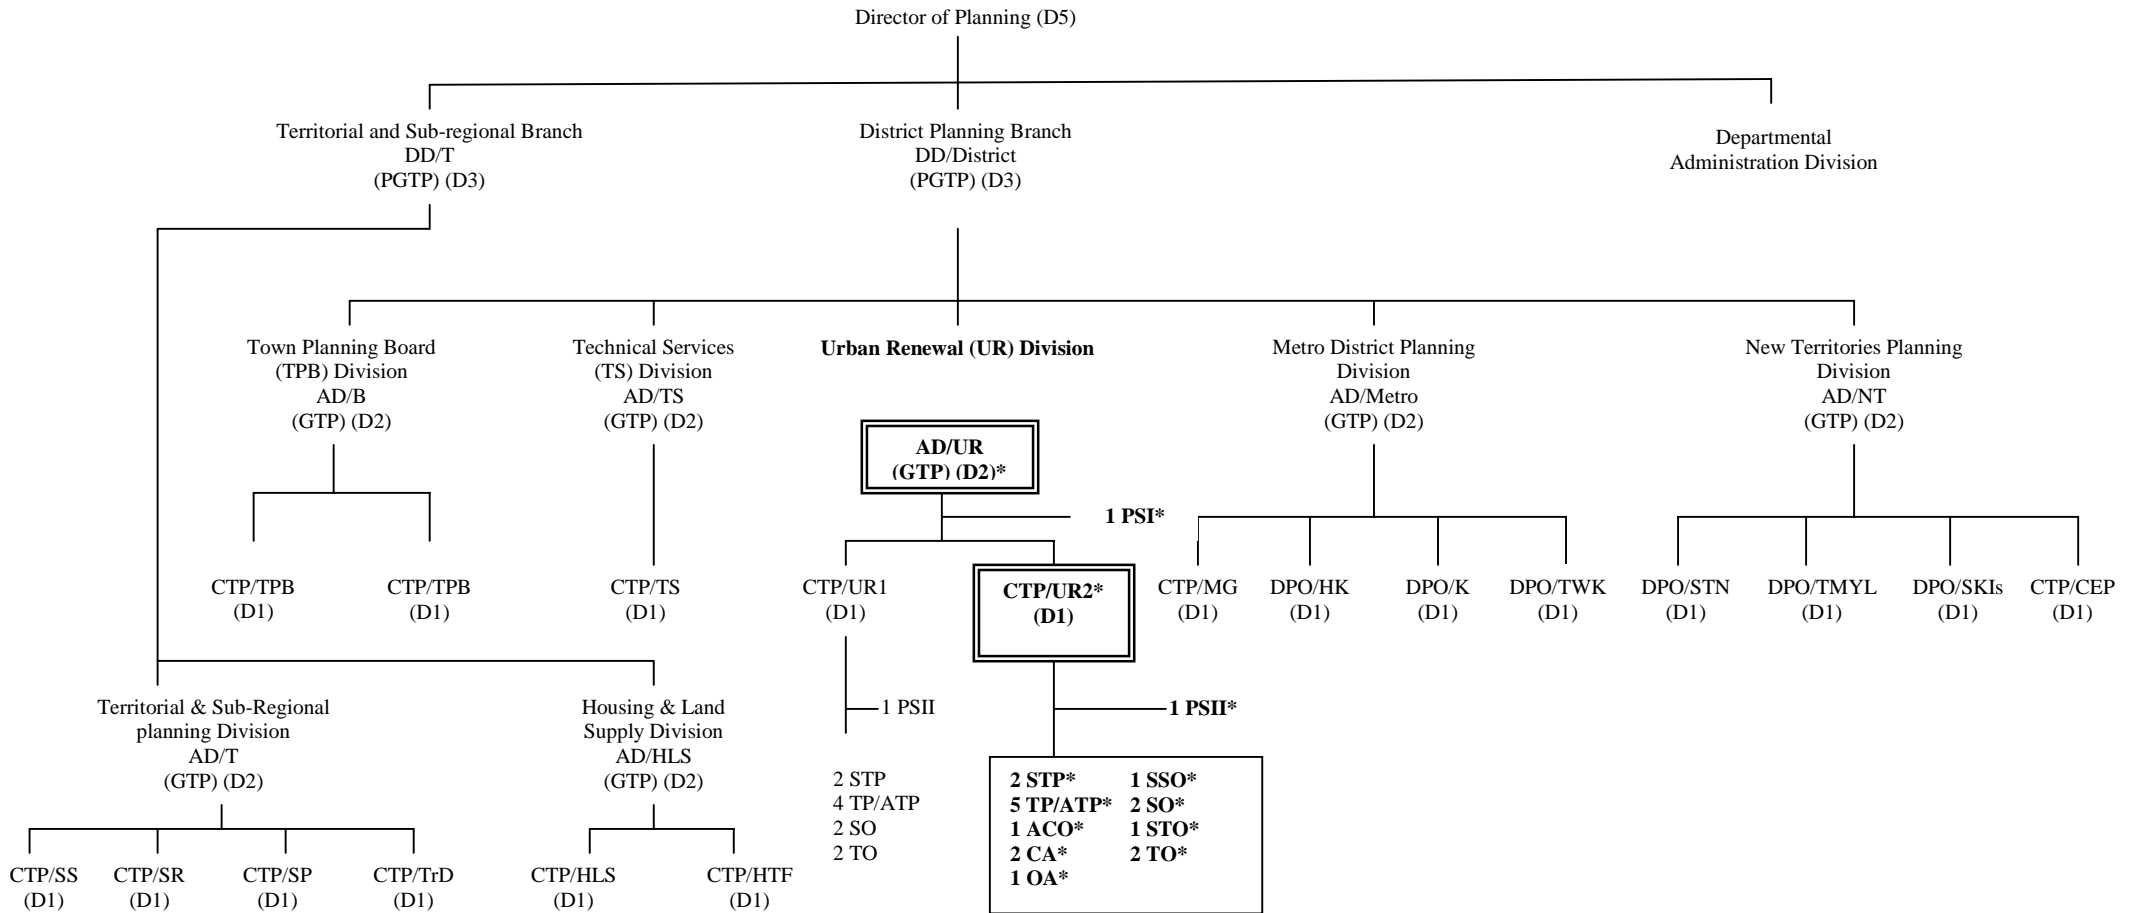 Director of Planning (D5)
Territorial and Sub-regional Branch
DD/T
(PGTP) (D3)
District Planning Branch
DD/District
(PGTP) (D3)
Departmental
Administration Division
Town Planning Board
(TPB) Division
AD/B
(GTP) (D2)
Technical Services
(TS) Division
AD/TS
(GTP) (D2)
Urban Renewal (UR) Division
Metro District Planning
Division
AD/Metro
(GTP) (D2)
New Territories Planning
Division
AD/NT
(GTP) (D2)
AD/UR
(GTP) (D2)*
1 PSI*
CTP/TPB
(D1)
CTP/TPB
(D1)
CTP/TS
(D1)
CTP/UR1
(D1)
CTP/UR2*
(D1)
CTP/MG
(D1)
DPO/HK
(D1)
DPO/K
(D1)
DPO/TWK
(D1)
DPO/STN
(D1)
DPO/TMYL
(D1)
DPO/SKIs
(D1)
CTP/CEP
(D1)
Territorial & Sub-Regional
planning Division
AD/T
(GTP) (D2)
Housing & Land
Supply Division
AD/HLS
(GTP) (D2)
1 PSII
1 PSII*
2 STP
4 TP/ATP
2 SO
2 TO
2 STP* 1 SSO*
5 TP/ATP* 2 SO*
1 ACO* 1 STO*
2 CA* 2 TO*
1 OA*
CTP/SS
(D1)
CTP/SR
(D1)
CTP/SP
(D1)
CTP/TrD
(D1)
CTP/HLS
(D1)
CTP/HTF
(D1)